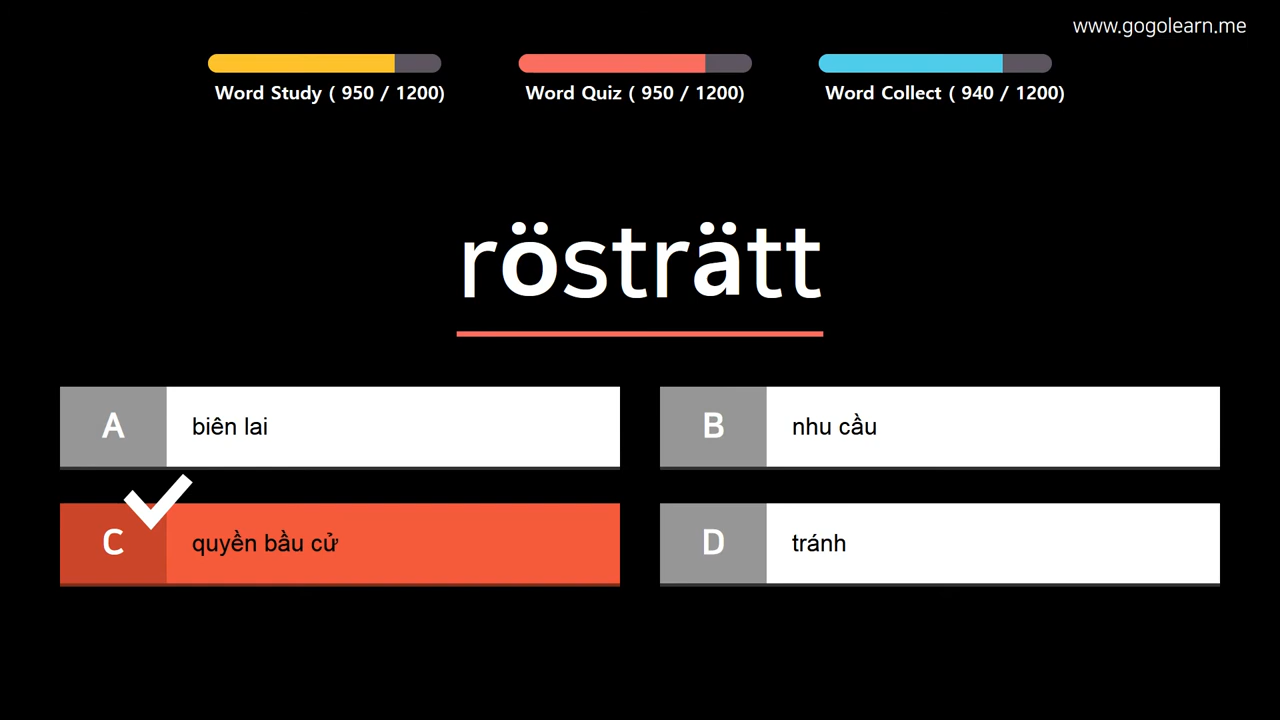 www.gogolearn.me
Word Study ( 950 / 1200)
Word Quiz ( 950 / 1200)
Word Collect ( 940 / 1200)
rösträtt
A
biên lai
B
nhu cầu
C
quyền bầu cử
D
tránh